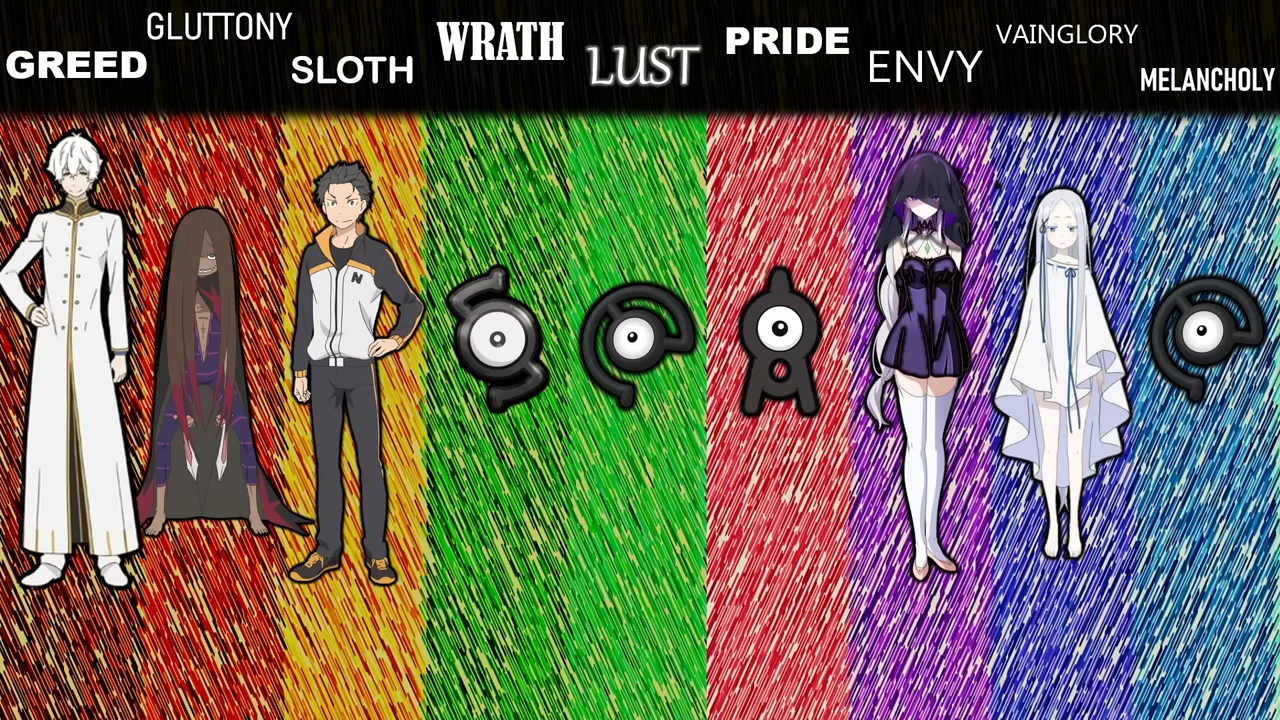 GREED
GLUTTONY
SLOTH
WRATH
LUST
PRIDE
ENVY
VAINGLORY
MELANCHOLY
N